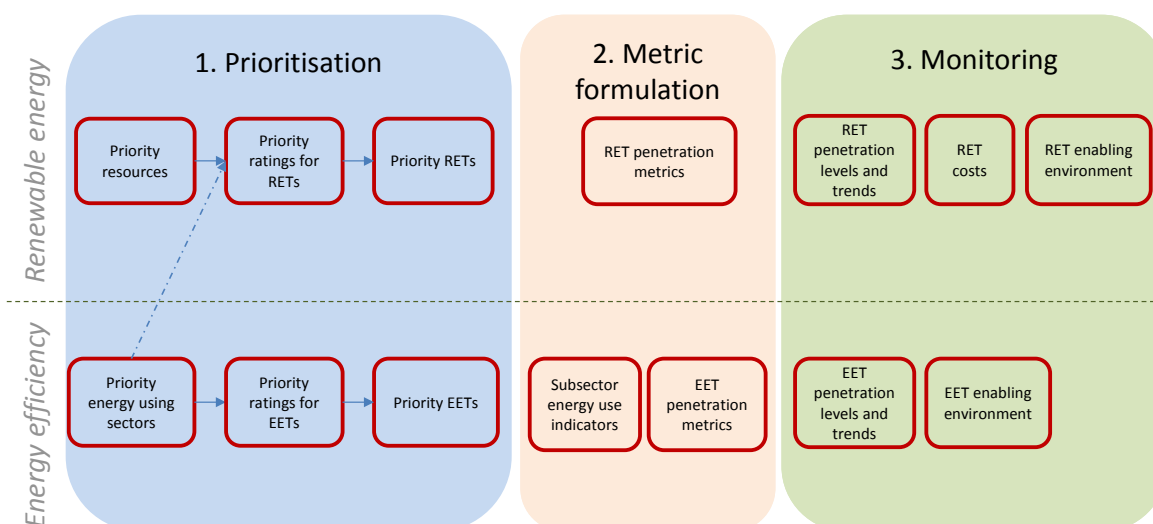 1. Prioritisation
2. Metric
formulation
3. Monitoring
Renewable energy
Priority
resources
Priority
ratings for
RETs
Priority RETs
RET penetration
metrics
RET
penetration
levels and
trends
RET
costs
RET enabling
environment
Energy efficiency
Priority
energy using
sectors
Priority
ratings for
EETs
Priority EETs
Subsector
energy use
indicators
EET
penetration
metrics
EET
penetration
levels and
trends
EET enabling
environment